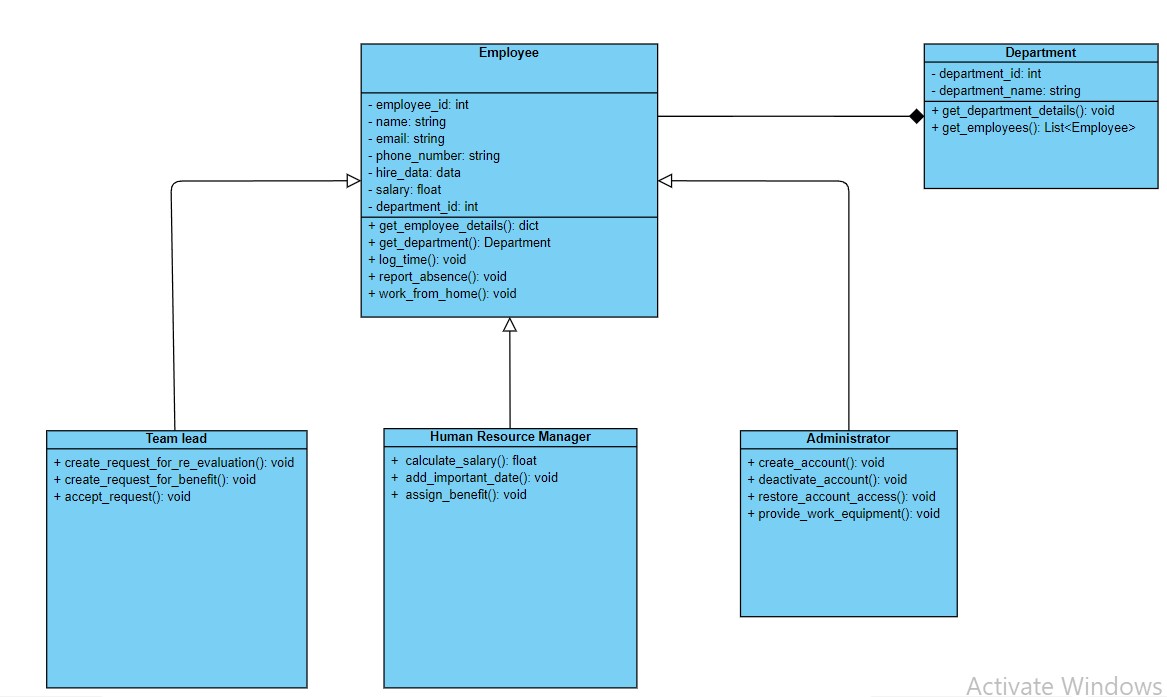 Employee
- employee_id: int
- name: string
- email: string
- phone_number: string
- hire_data: data
- salary: float
- department_id: int
+ get_employee_details(): dict
+ get_department(): Department
+ log_time(): void
+ report_absence(): void
+ work_from_home(): void
Department
- department_id: int
- department_name: string
+ get_department_details(): void
+ get_employees(): List<Employee>
Team lead
+ create_request_for_re_evaluation(): void
+ create_request_for_benefit(): void
+ accept_request(): void
Human Resource Manager
+ calculate_salary(): float
+ add_important_date(): void
+ assign_benefit(): void
Administrator
+ create_account(): void
+ deactivate_account(): void
+ restore_account_access(): void
+ provide_work_equipment(): void
Activate Windows